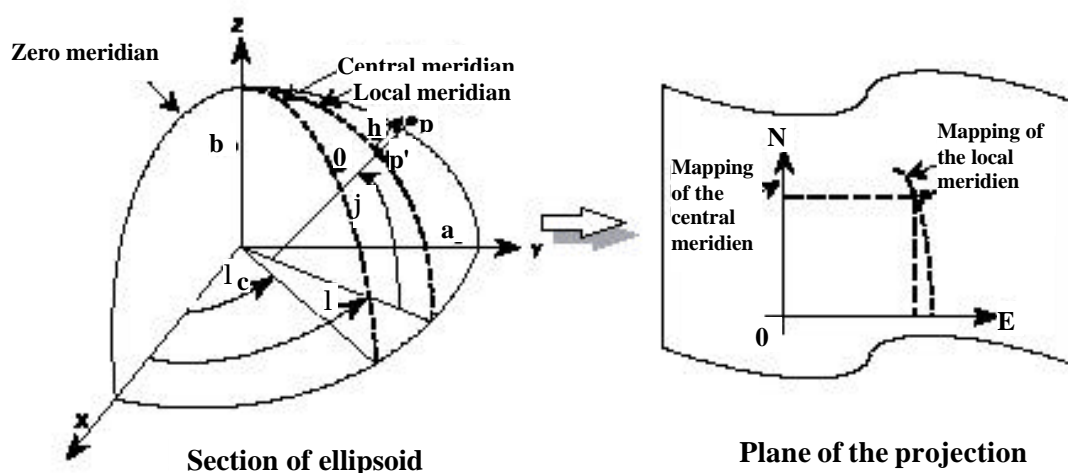 z
Zero meridian
Central meridian
Local meridian
h
p
b
0
p'
j
a
Y
l c
l
X
Section of ellipsoid
N
Mapping of
the local
meridien
Mapping
of the
central
meridien
0
E
Plane of the projection